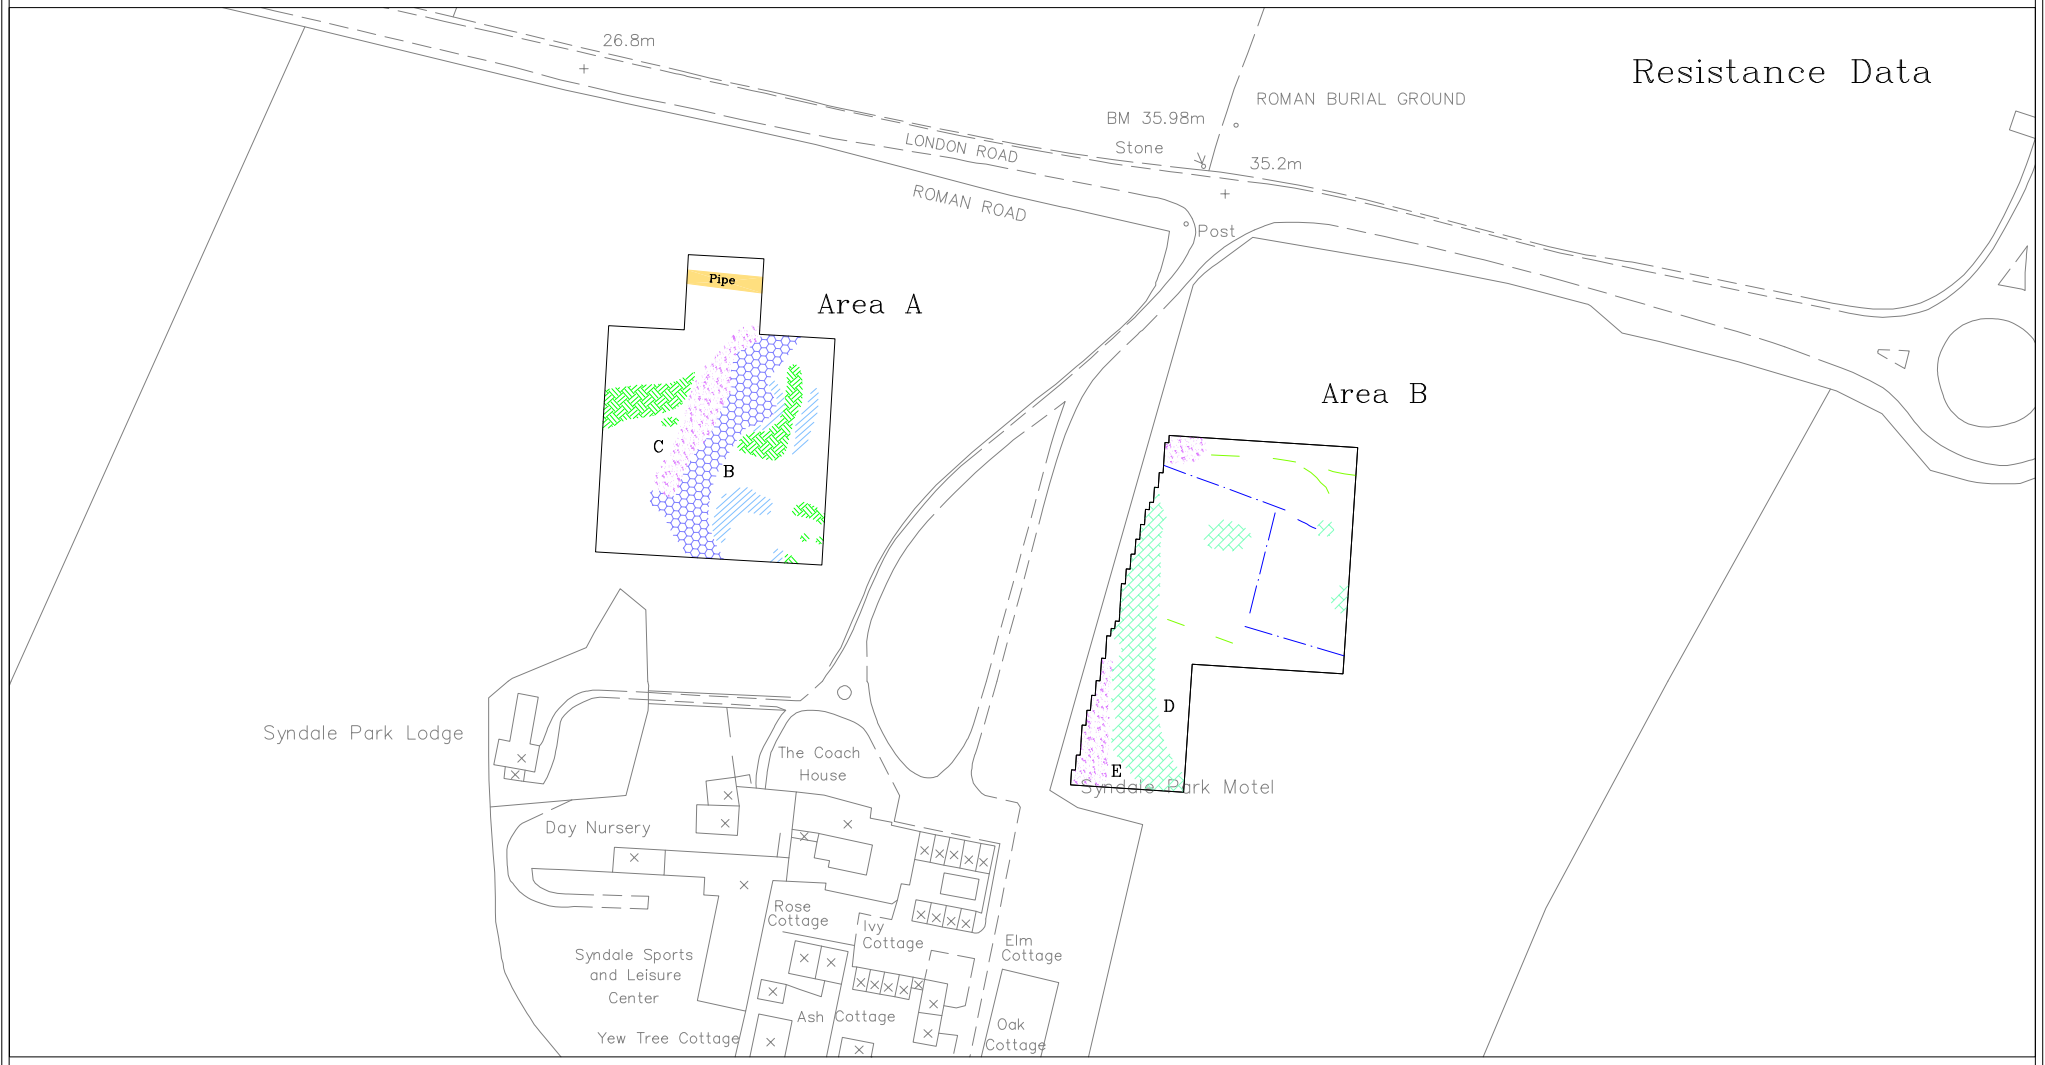 26.8m
Resistance Data
ROMAN BURIAL GROUND
BM 35.98m
Stone
LONDON ROAD
35.2m
ROMAN ROAD
Post
Pipe
Area A
Area B
C
B
D
E
Syndale Park Motel
Syndale Park Lodge
The Coach
House
Day Nursery
Rose
Cottage
Ivy
Cottage
Elm
Cottage
Syndale Sports
and Leisure
Center
Ash Cottage
Oak
Cottage
Yew Tree Cottage